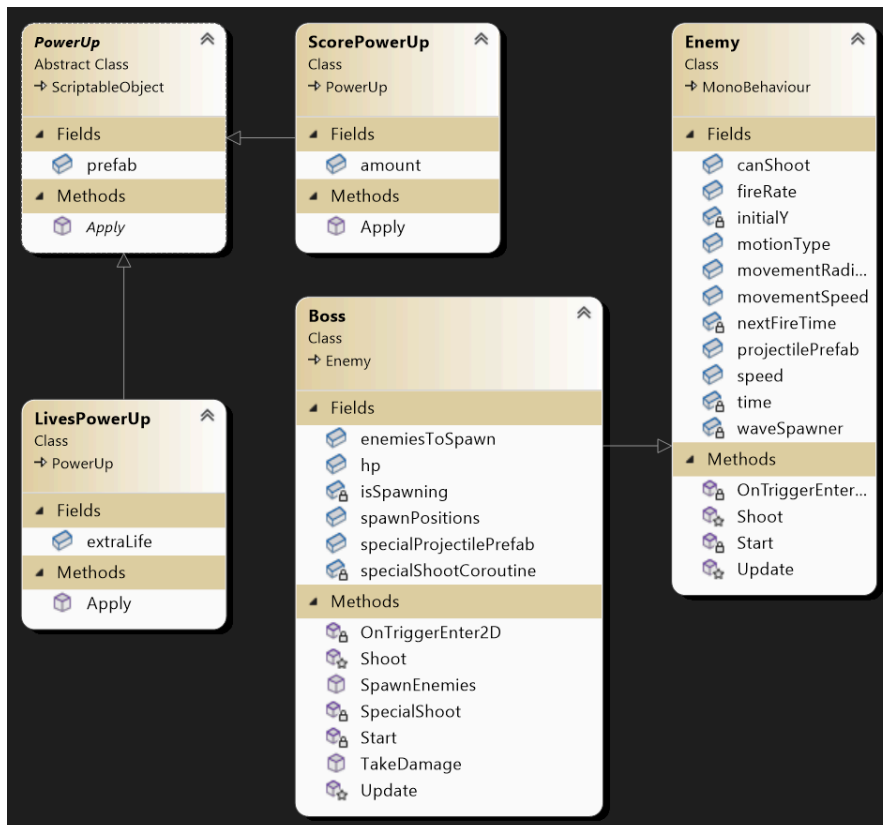 PowerUp
Abstract Class
ScriptableObject
Fields
prefab
Methods
Apply
ScorePowerUp
Class
PowerUp
Fields
amount
Methods
Apply
Enemy
Class
MonoBehaviour
Fields
canShoot
fireRate
initialY
motionType
movementRadi...
movementSpeed
nextFireTime
projectilePrefab
speed
time
waveSpawner
Methods
OnTriggerEnter...
Shoot
Start
Update
Boss
Class
Enemy
Fields
enemiesToSpawn
hp
isSpawning
spawnPositions
specialProjectilePrefab
specialShootCoroutine
Methods
OnTriggerEnter2D
Shoot
SpawnEnemies
SpecialShoot
Start
TakeDamage
Update
LivesPowerUp
Class
PowerUp
Fields
extraLife
Methods
Apply